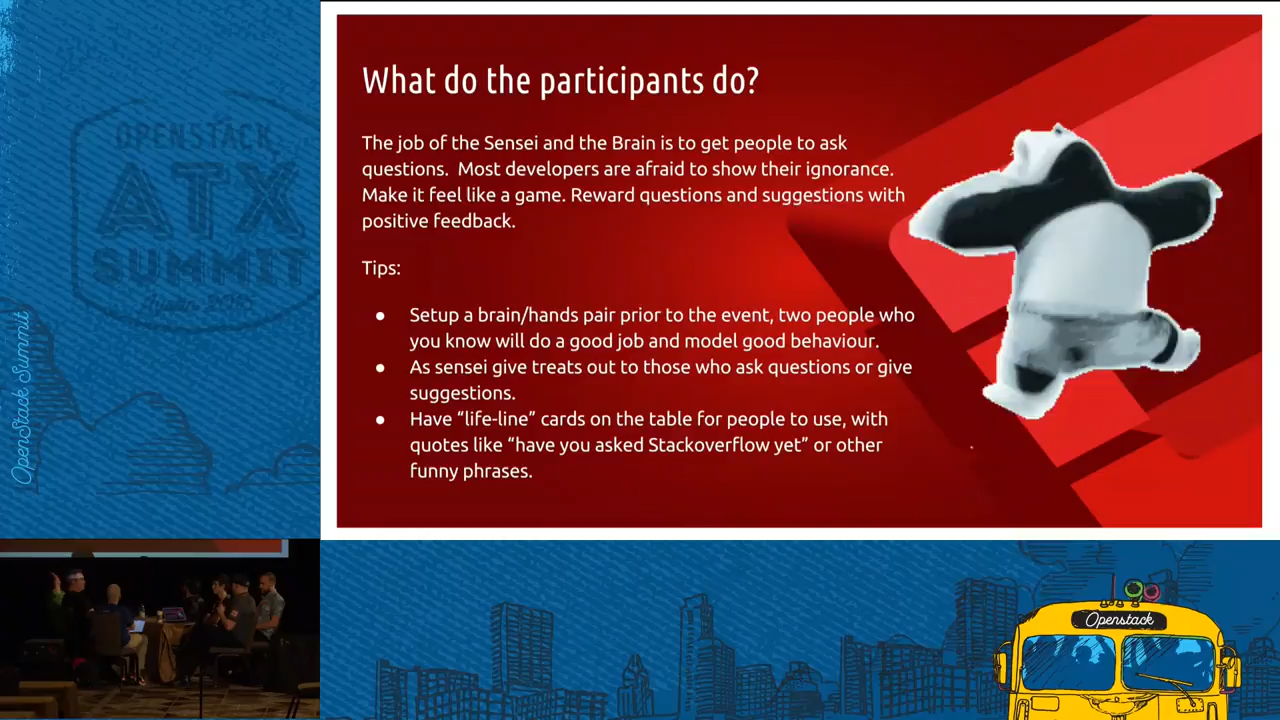 What do the participants do?
The job of the Sensei and the Brain is to get people to ask
questions.  Most developers are afraid to show their ignorance.
Make it feel like a game. Reward questions and suggestions with
positive feedback.
Tips:
● Setup a brain/hands pair prior to the event, two people who
you know will do a good job and model good behaviour.
● As sensei give treats out to those who ask questions or give
suggestions.
● Have “life-line” cards on the table for people to use, with
quotes like “have you asked Stackoverflow yet” or other
funny phrases.
OPENSTACK
ATX
SUMMIT
OpenStack Summit
Openstack